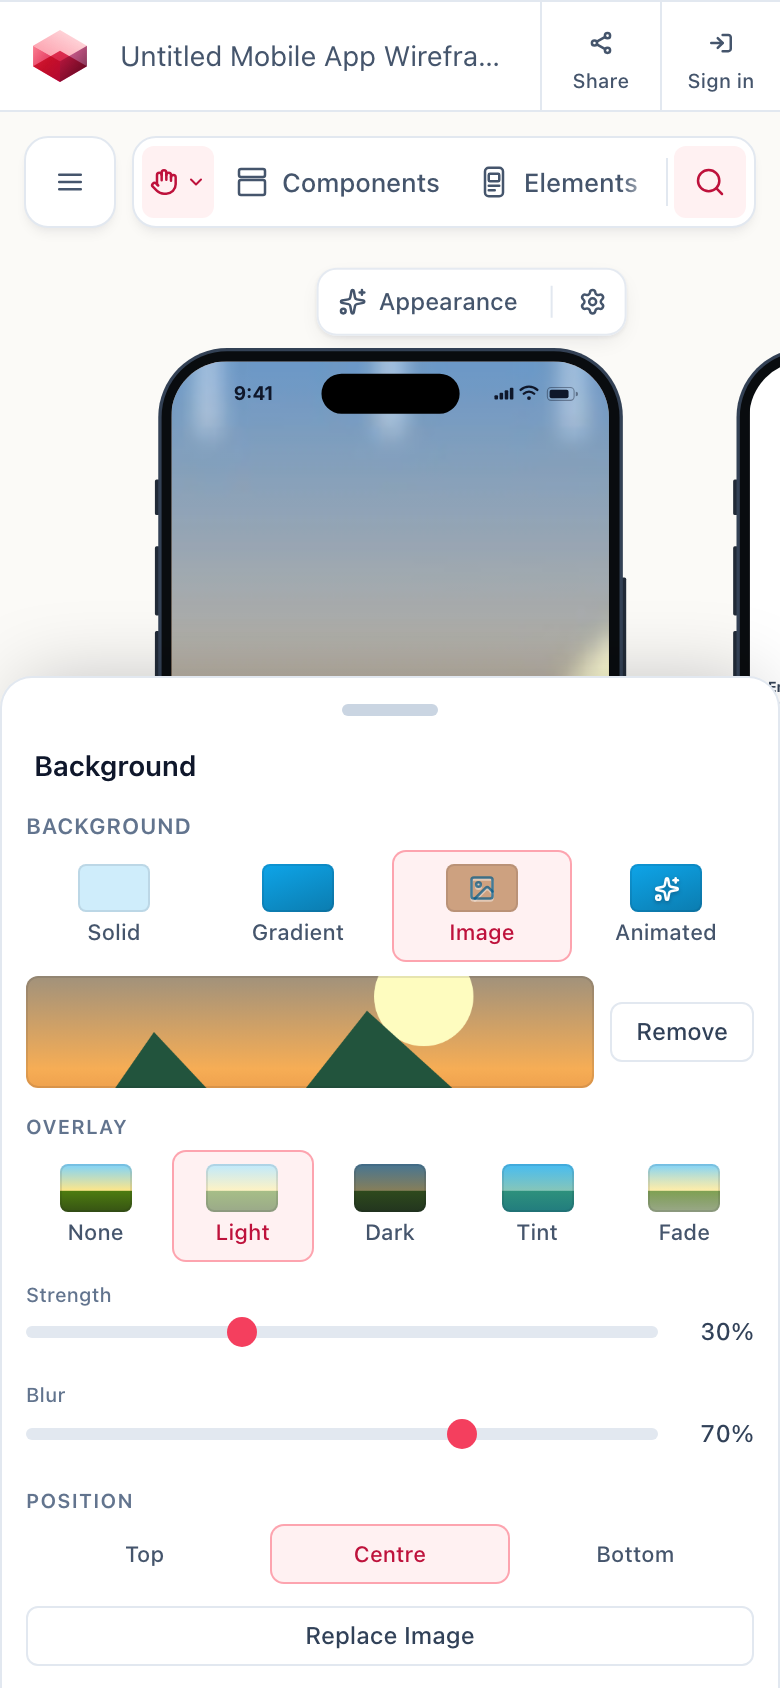 Untitled Mobile App Wirefra...
Share
Sign in
Components
Elements
Appearance
9:41
Background
BACKGROUND
Solid
Gradient
Image
Animated
Remove
OVERLAY
None
Light
Dark
Tint
Fade
Strength
30%
Blur
70%
POSITION
Top
Centre
Bottom
Replace Image